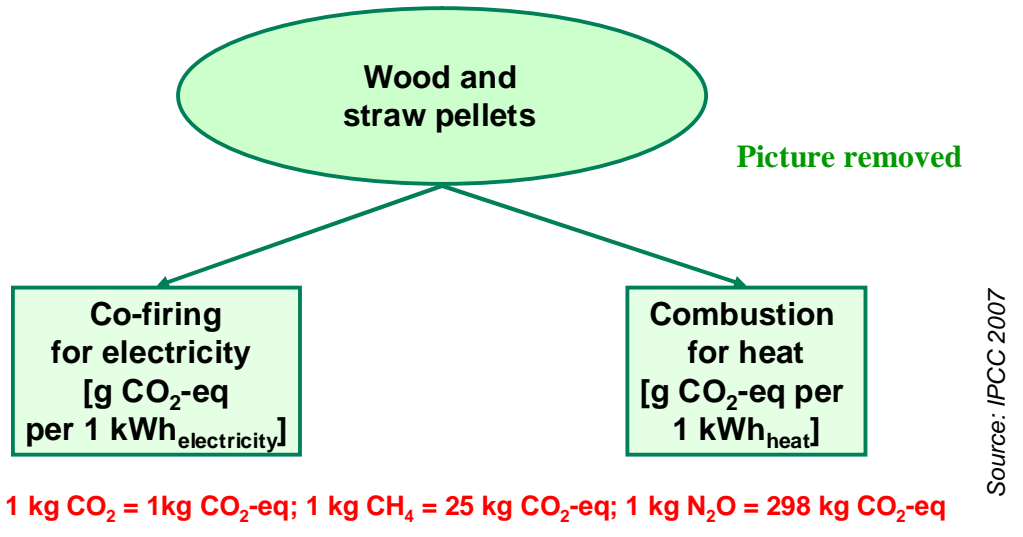 Wood and
straw pellets
Picture removed
Co-firing
for electricity
[g CO₂-eq
per 1 kWhₑₗₑcₜᵣᵢcᵢₜy]
Combustion
for heat
[g CO₂-eq per
1 kWhₕₑₐₜ]
Source: IPCC 2007
1 kg CO₂ = 1kg CO₂-eq; 1 kg CH₄ = 25 kg CO₂-eq; 1 kg N₂O = 298 kg CO₂-eq